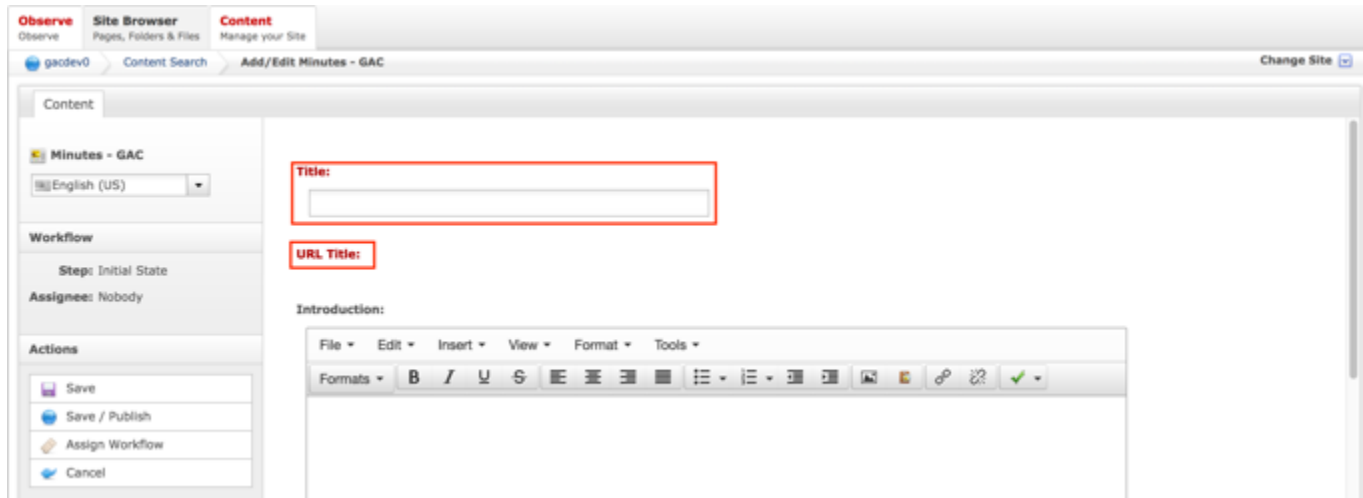 Observe
Observe
Site Browser
Pages, Folders & Files
Content
Manage your Site
gacdev0
Content Search
Add/Edit Minutes - GAC
Change Site
Content
Minutes - GAC
English (US)
Workflow
Step: Initial State
Assignee: Nobody
Actions
Save
Save / Publish
Assign Workflow
Cancel
Title:
URL Title:
Introduction:
File Edit Insert View Format Tools
Formats B I U S